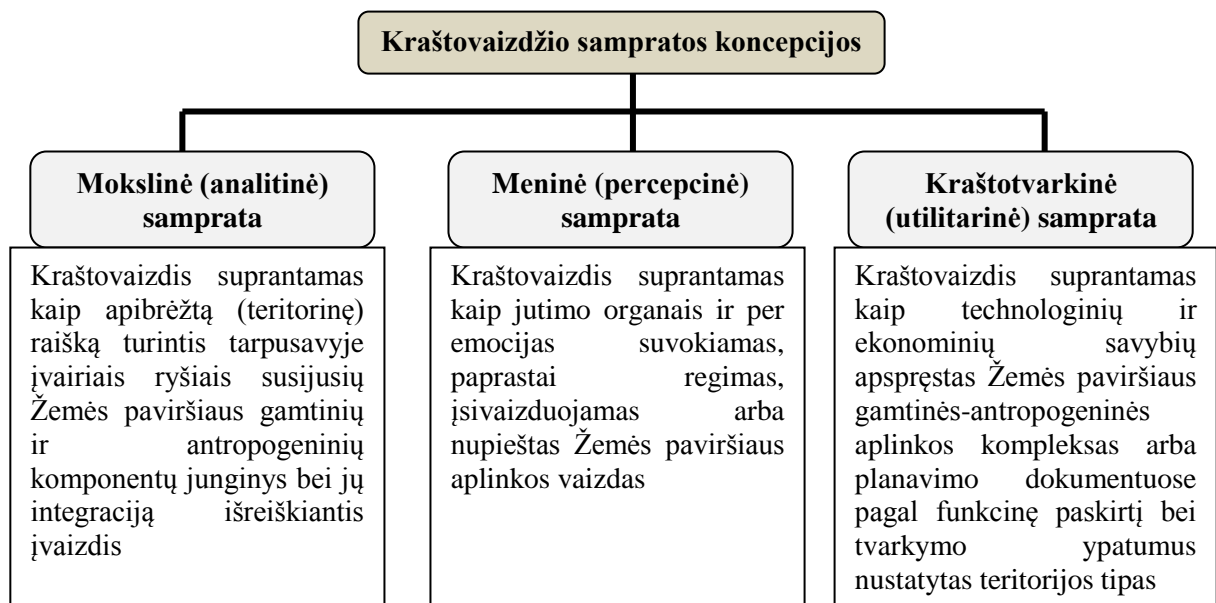 Kraštovaizdžio sampratos koncepcijos
Mokslinė (analitinė)
samprata
Kraštovaizdis suprantamas
kaip apibrėžtą (teritorinę)
raišką turintis tarpusavyje
įvairiais ryšiais susijusių
Žemės paviršiaus gamtinių
ir antropogeninių
komponentų junginys bei jų
integraciją išreiškiantis
įvaizdis
Meninė (percepcinė)
samprata
Kraštovaizdis suprantamas
kaip jutimo organais ir per
emocijas suvokiamas,
paprastai regimas,
įsivaizduojamas arba
nupieštas Žemės paviršiaus
aplinkos vaizdas
Kraštotvarkinė
(utilitarinė) samprata
Kraštovaizdis suprantamas
kaip technologinių ir
ekonominių savybių
apspręstas Žemės paviršiaus
gamtinės-antropogeninės
aplinkos kompleksas arba
planavimo dokumentuose
pagal funkcinę paskirtį bei
tvarkymo ypatumus
nustatytas teritorijos tipas